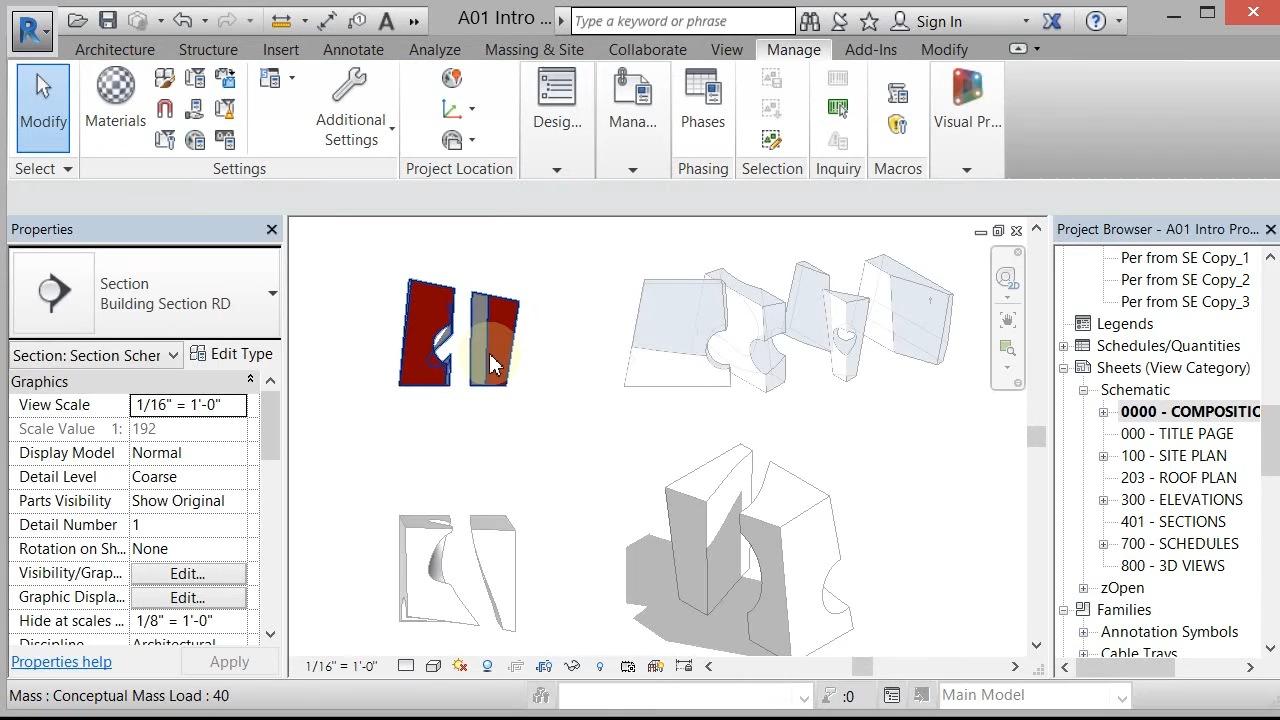 A01 Intro ...
Type a keyword or phrase
Sign In
Architecture
Structure
Insert
Annotate
Analyze
Massing & Site
Collaborate
View
Manage
Add-Ins
Modify
Modify
Materials
Additional
Settings
Desig...
Mana...
Phases
Visual Pr...
Select
Settings
Project Location
Phasing
Selection
Inquiry
Macros
Properties
Section
Building Section RD
Section: Section Scher
Edit Type
Graphics
View Scale
1/16" = 1'-0"
Scale Value 1:
192
Display Model
Normal
Detail Level
Coarse
Parts Visibility
Show Original
Detail Number
1
Rotation on Sh...
None
Visibility/Grap...
Edit...
Graphic Displa...
Edit...
Hide at scales ...
1/8" = 1'-0"
Discipline
Architectural
Properties help
Apply
2D
1/16" = 1'-0"
Project Browser - A01 Intro Pro...
Per from SE Copy_1
Per from SE Copy_2
Per from SE Copy_3
Legends
Schedules/Quantities
Sheets (View Category)
Schematic
0000 - COMPOSITIO
000 - TITLE PAGE
100 - SITE PLAN
203 - ROOF PLAN
300 - ELEVATIONS
401 - SECTIONS
700 - SCHEDULES
800 - 3D VIEWS
zOpen
Families
Annotation Symbols
Cable Trays
Mass : Conceptual Mass Load : 40
:0
Main Model